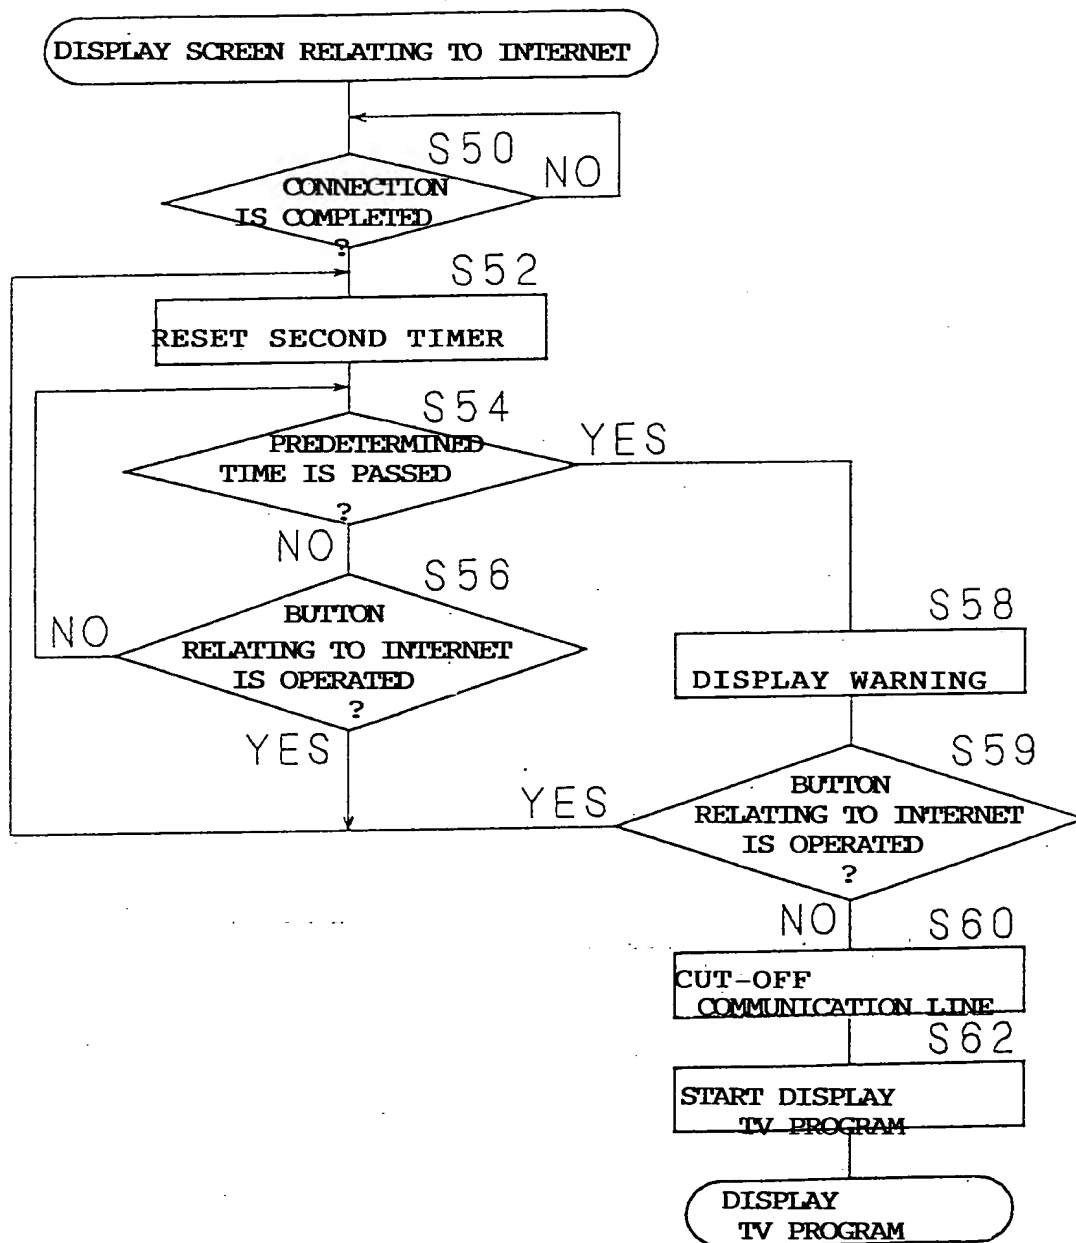 DISPLAY SCREEN RELATING TO INTERNET
S50
NO
CONNECTION
IS COMPLETED
?
S52
RESET SECOND TIMER
S54
YES
PREDETERMINED
TIME IS PASSED
?
NO
S56
NO
BUTTON
RELATING TO INTERNET
IS OPERATED
?
YES
S58
DISPLAY WARNING
S59
YES
BUTTON
RELATING TO INTERNET
IS OPERATED
?
NO
S60
CUT-OFF
COMMUNICATION LINE
S62
START DISPLAY
TV PROGRAM
DISPLAY
TV PROGRAM